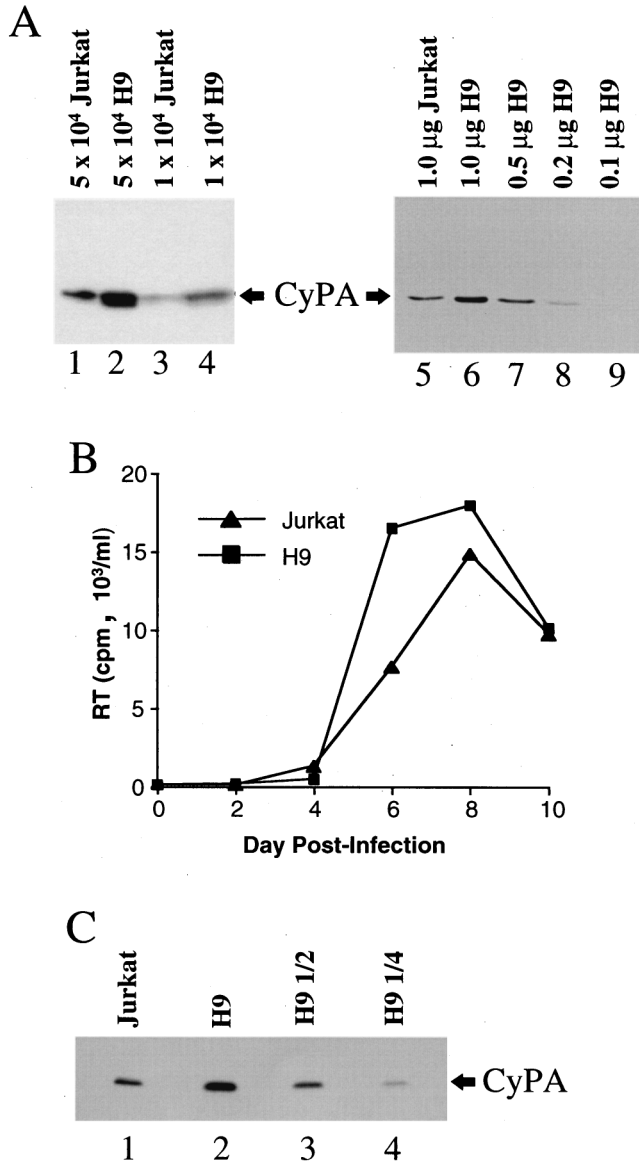 A
5 x 10⁴ Jurkat
5 x 10⁴ H9
1 x 10⁴ Jurkat
1 x 10⁴ H9
1.0 µg Jurkat
1.0 µg H9
0.5 µg H9
0.2 µg H9
0.1 µg H9
CyPA
1 2 3 4
5 6 7 8 9
B
Jurkat
H9
RT (cpm, 10³/ml)
20
15
10
5
0
0 2 4 6 8 10
Day Post-Infection
C
Jurkat
H9
H9 1/2
H9 1/4
CyPA
1 2 3 4